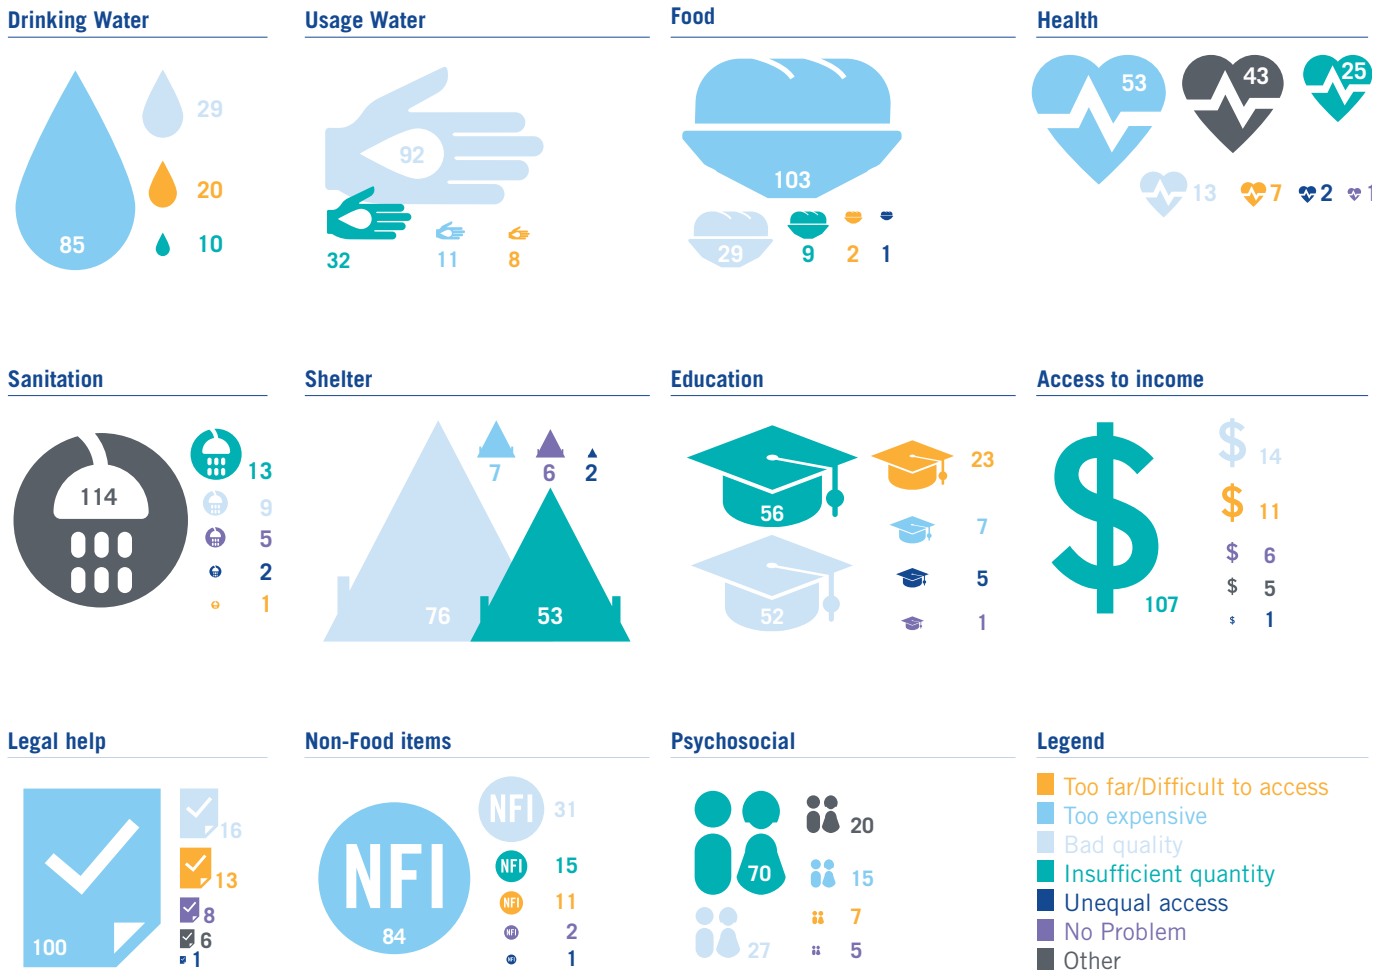 Drinking Water
85
29
20
10
Usage Water
92
32
11
8
Food
103
29
9
2
1
Health
53
43
25
13
7
2
1
Sanitation
114
13
9
5
2
1
Shelter
76
53
7
6
2
Education
56
52
23
7
5
1
Access to income
107
14
11
6
5
1
Legal help
100
16
13
8
6
1
Non-Food items
NFI
84
NFI
31
NFI
15
NFI
11
NFI
2
NFI
1
Psychosocial
70
27
20
15
7
5
Legend
Too far/Difficult to access
Too expensive
Bad quality
Insufficient quantity
Unequal access
No Problem
Other